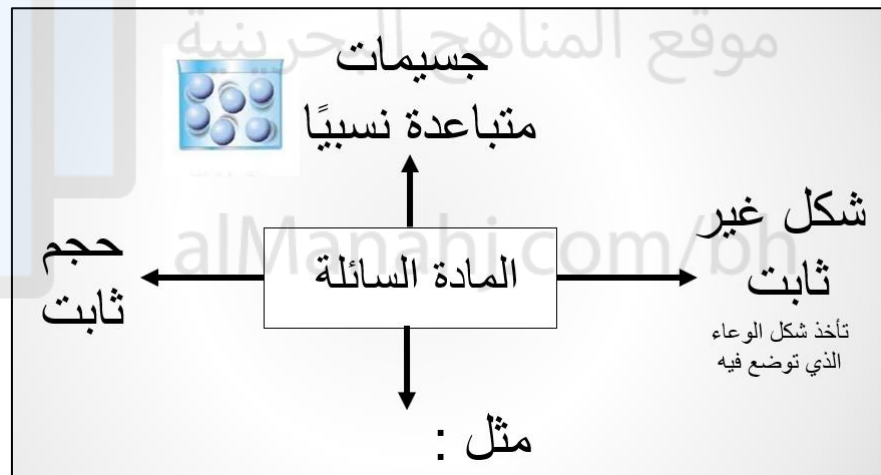 موقع المناهج البحرينية
جسيمات
متباعدة نسبيًا
شكل غير
ثابت
تأخذ شكل الوعاء
الذي توضع فيه
alManahj.com/bh
المادة السائلة
حجم
ثابت
مثل :